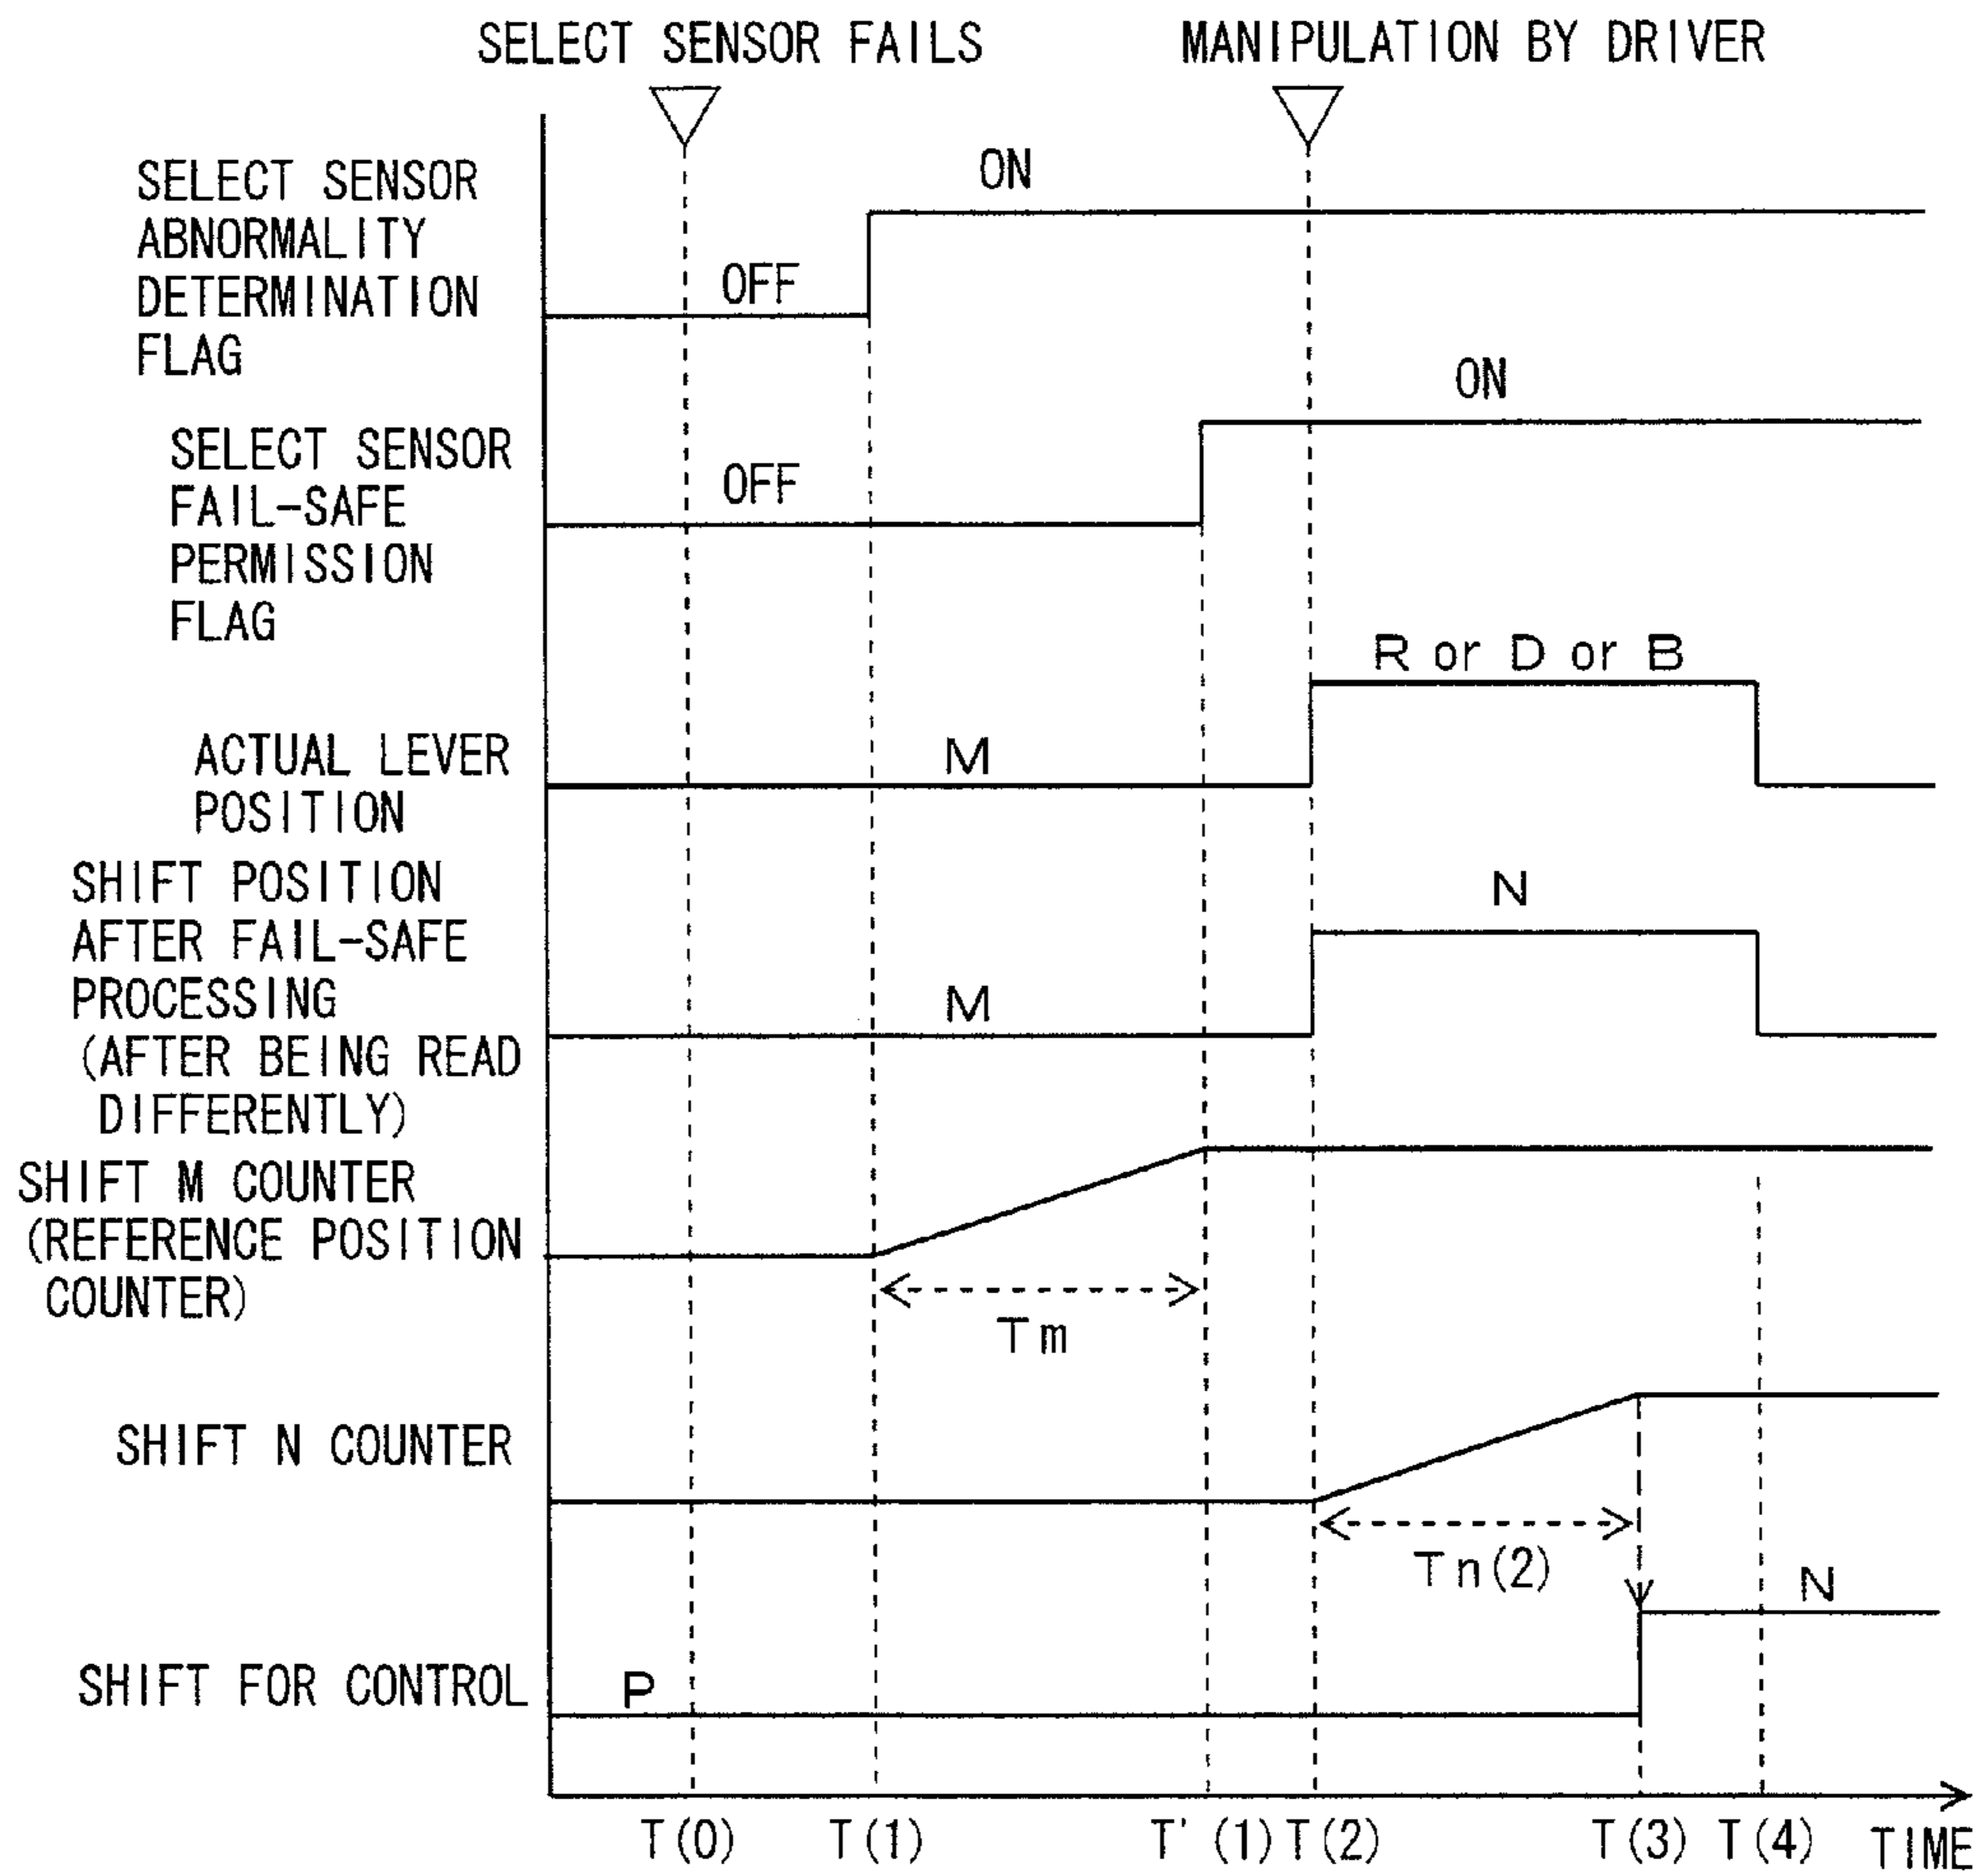 SELECT SENSOR FAILS
MANIPULATION BY DRIVER
SELECT SENSOR
ABNORMALITY
DETERMINATION
FLAG
OFF
ON
SELECT SENSOR
FAIL-SAFE
PERMISSION
FLAG
OFF
ON
ACTUAL LEVER
POSITION
M
R or D or B
SHIFT POSITION
AFTER FAIL-SAFE
PROCESSING
(AFTER BEING READ
DIFFERENTLY)
M
N
SHIFT M COUNTER
(REFERENCE POSITION
COUNTER)
Tm
SHIFT N COUNTER
Tn(2)
SHIFT FOR CONTROL
P
N
T(0) T(1) T'(1) T(2) T(3) T(4) TIME